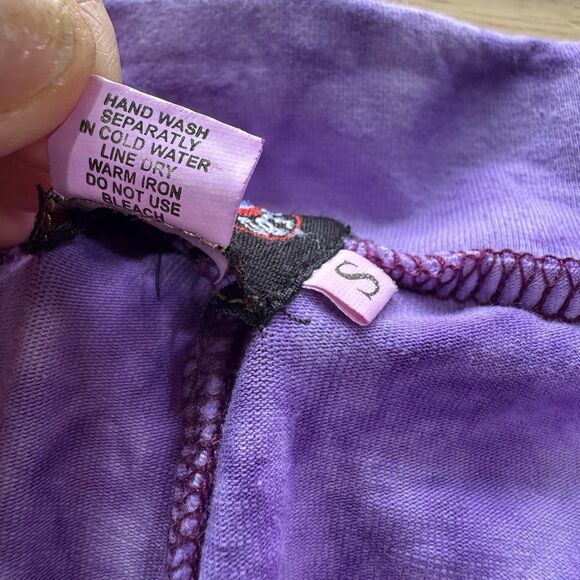 HAND WASH
SEPARATLY
IN COLD WATER
LINE DRY
WARM IRON
DO NOT USE
BLEACH
S